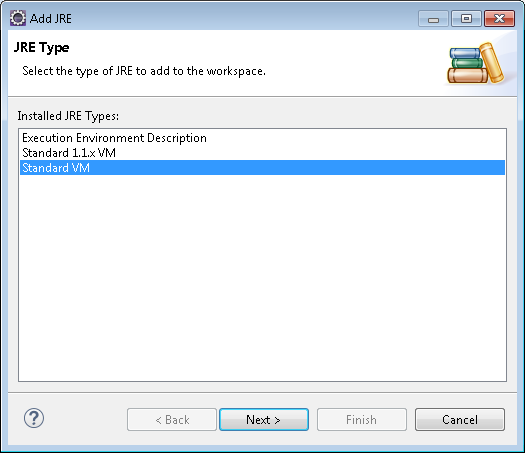 Add JRE
JRE Type
Select the type of JRE to add to the workspace.
Installed JRE Types:
Execution Environment Description
Standard 1.1.x VM
Standard VM
?
< Back
Next >
Finish
Cancel